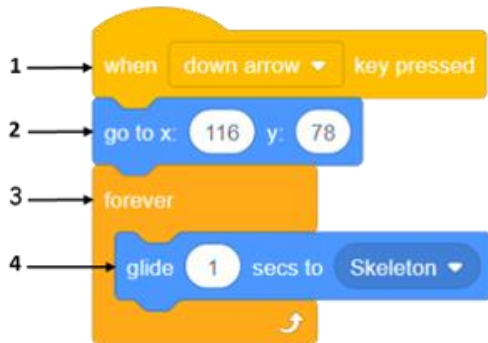 1 when down arrow key pressed
2 go to x: 116 y: 78
3 forever
4 glide 1 secs to Skeleton